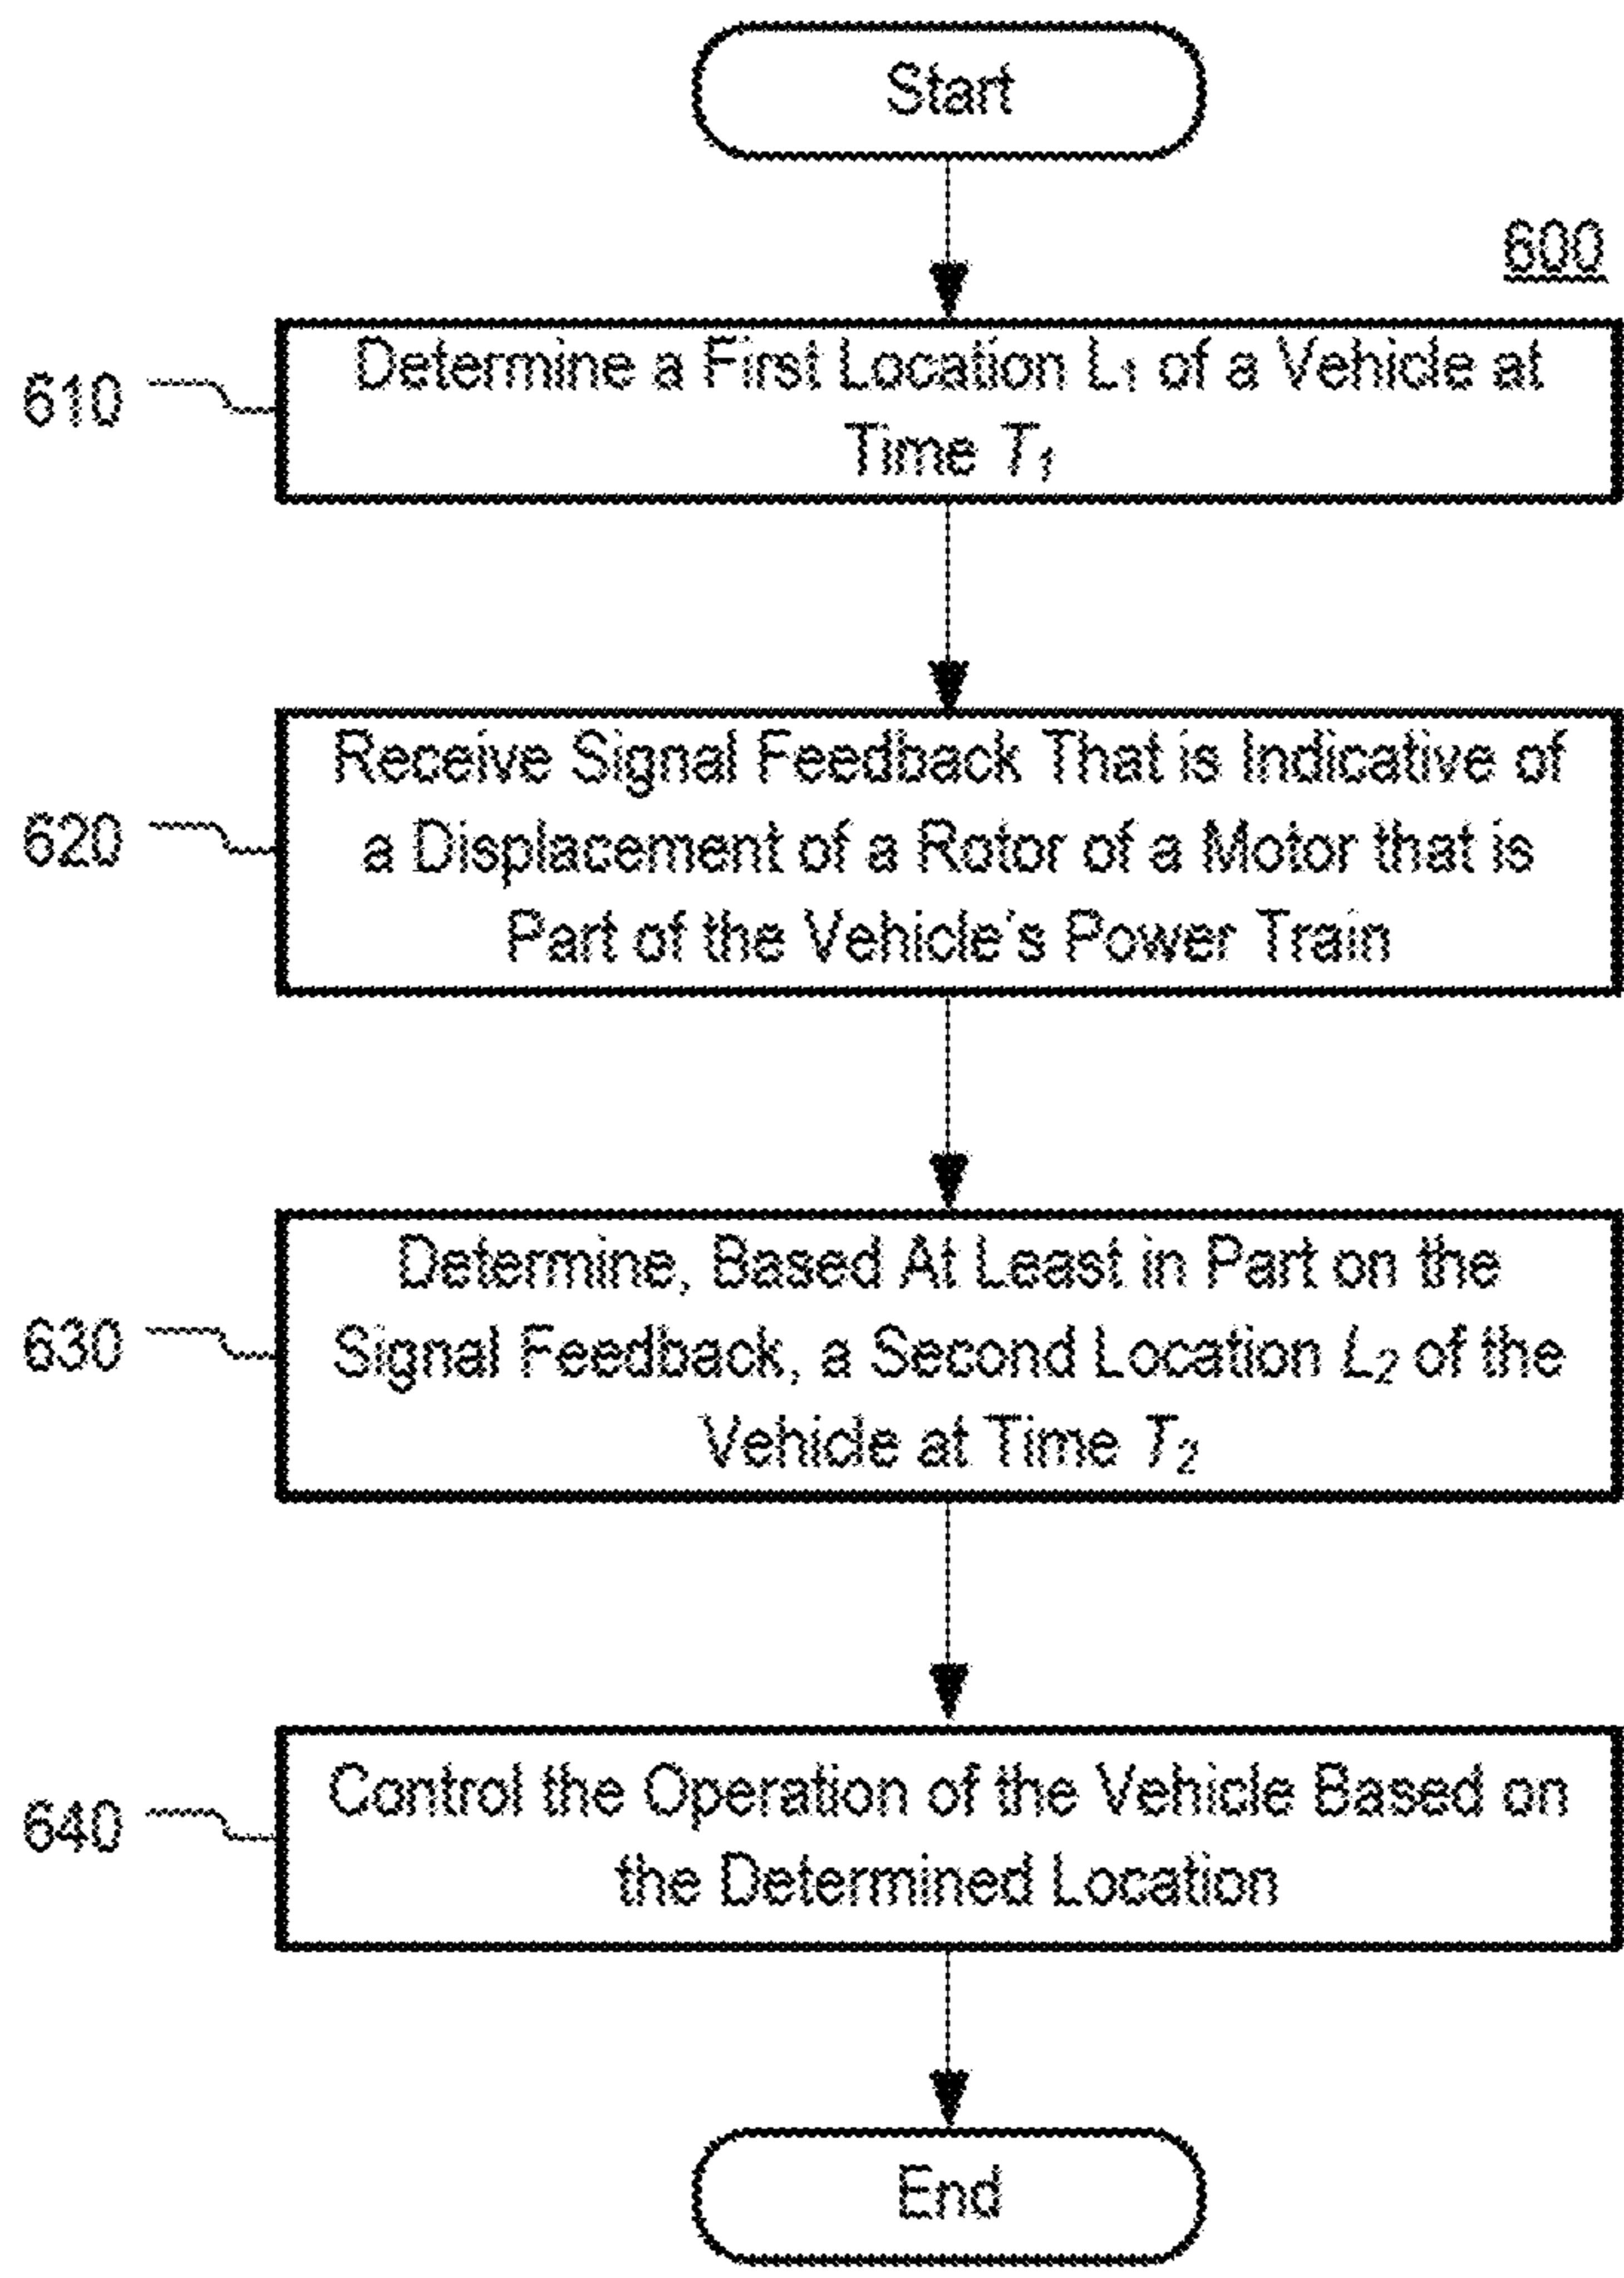 Start
600
610
Determine a First Location L₁ of a Vehicle at
Time T₁
620
Receive Signal Feedback That is Indicative of
a Displacement of a Rotor of a Motor that is
Part of the Vehicle's Power Train
630
Determine, Based At Least in Part on the
Signal Feedback, a Second Location L₂ of the
Vehicle at Time T₂
640
Control the Operation of the Vehicle Based on
the Determined Location
End